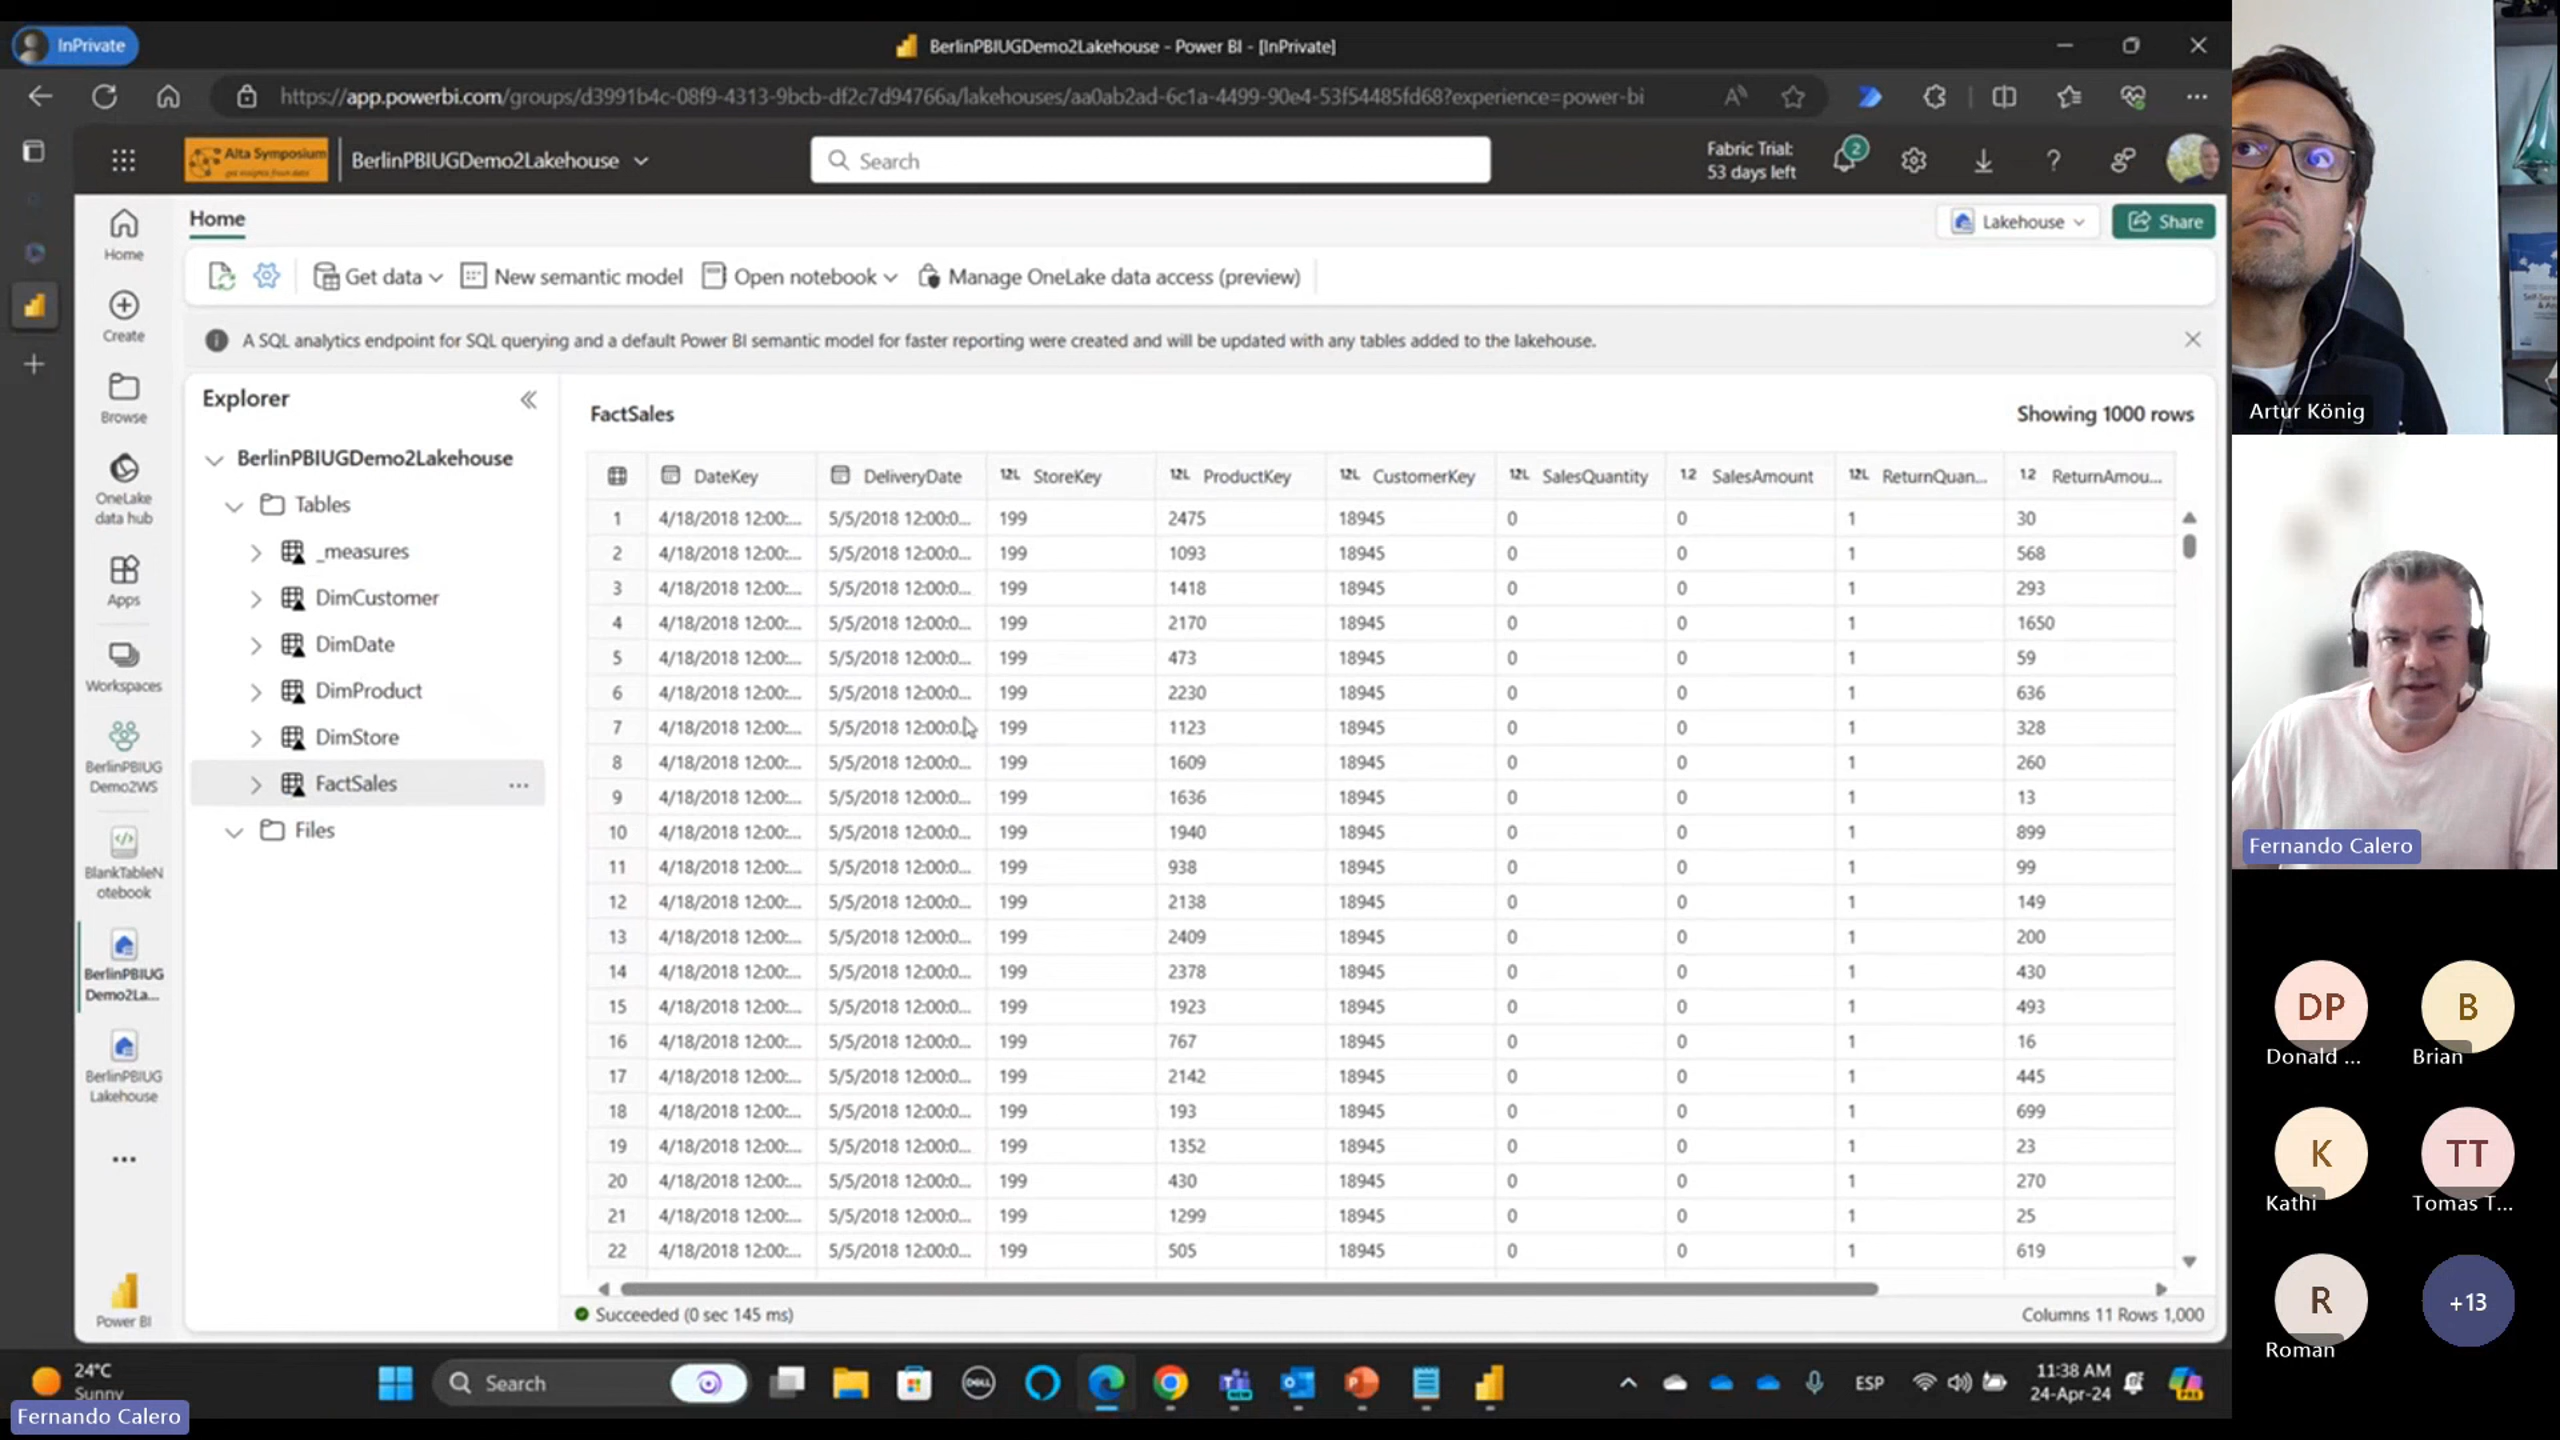 InPrivate
BerlinPBIUGDemo2Lakehouse - Power BI - [InPrivate]
https://app.powerbi.com/groups/d3991b4c-08f9-4313-9bcb-df2c7d94766a/lakehouses/aa0ab2ad-6c1a-4499-90e4-53f54485fd68?experience=power-bi
Alta Symposium
get insights from data
BerlinPBIUGDemo2Lakehouse
Search
Fabric Trial:
53 days left
2
Home
Lakehouse
Share
Get data
New semantic model
Open notebook
Manage OneLake data access (preview)
A SQL analytics endpoint for SQL querying and a default Power BI semantic model for faster reporting were created and will be updated with any tables added to the lakehouse.
Home
Create
Browse
OneLake
data hub
Apps
Workspaces
BerlinPBIUG
Demo2WS
BlankTableN
otebook
BerlinPBIUG
Demo2La...
BerlinPBIUG
Lakehouse
Power BI
Explorer
BerlinPBIUGDemo2Lakehouse
Tables
_measures
DimCustomer
DimDate
DimProduct
DimStore
FactSales
Files
FactSales
Showing 1000 rows
DateKey DeliveryDate 12L StoreKey 12L ProductKey 12L CustomerKey 12L SalesQuantity 12 SalesAmount 12L ReturnQuan... 12 ReturnAmou...
1 4/18/2018 12:00:... 5/5/2018 12:00:0... 199 2475 18945 0 0 1 30
2 4/18/2018 12:00:... 5/5/2018 12:00:0... 199 1093 18945 0 0 1 568
3 4/18/2018 12:00:... 5/5/2018 12:00:0... 199 1418 18945 0 0 1 293
4 4/18/2018 12:00:... 5/5/2018 12:00:0... 199 2170 18945 0 0 1 1650
5 4/18/2018 12:00:... 5/5/2018 12:00:0... 199 473 18945 0 0 1 59
6 4/18/2018 12:00:... 5/5/2018 12:00:0... 199 2230 18945 0 0 1 636
7 4/18/2018 12:00:... 5/5/2018 12:00:0... 199 1123 18945 0 0 1 328
8 4/18/2018 12:00:... 5/5/2018 12:00:0... 199 1609 18945 0 0 1 260
9 4/18/2018 12:00:... 5/5/2018 12:00:0... 199 1636 18945 0 0 1 13
10 4/18/2018 12:00:... 5/5/2018 12:00:0... 199 1940 18945 0 0 1 899
11 4/18/2018 12:00:... 5/5/2018 12:00:0... 199 938 18945 0 0 1 99
12 4/18/2018 12:00:... 5/5/2018 12:00:0... 199 2138 18945 0 0 1 149
13 4/18/2018 12:00:... 5/5/2018 12:00:0... 199 2409 18945 0 0 1 200
14 4/18/2018 12:00:... 5/5/2018 12:00:0... 199 2378 18945 0 0 1 430
15 4/18/2018 12:00:... 5/5/2018 12:00:0... 199 1923 18945 0 0 1 493
16 4/18/2018 12:00:... 5/5/2018 12:00:0... 199 767 18945 0 0 1 16
17 4/18/2018 12:00:... 5/5/2018 12:00:0... 199 2142 18945 0 0 1 445
18 4/18/2018 12:00:... 5/5/2018 12:00:0... 199 193 18945 0 0 1 699
19 4/18/2018 12:00:... 5/5/2018 12:00:0... 199 1352 18945 0 0 1 23
20 4/18/2018 12:00:... 5/5/2018 12:00:0... 199 430 18945 0 0 1 270
21 4/18/2018 12:00:... 5/5/2018 12:00:0... 199 1299 18945 0 0 1 25
22 4/18/2018 12:00:... 5/5/2018 12:00:0... 199 505 18945 0 0 1 619
Succeeded (0 sec 145 ms)
Columns 11 Rows 1,000
24°C
Sunny
Search
DELL
ESP
11:38 AM
24-Apr-24
Fernando Calero
Artur König
Fernando Calero
DP
Donald ...
B
Brian
K
Kathi
TT
Tomas T...
R
Roman
+13